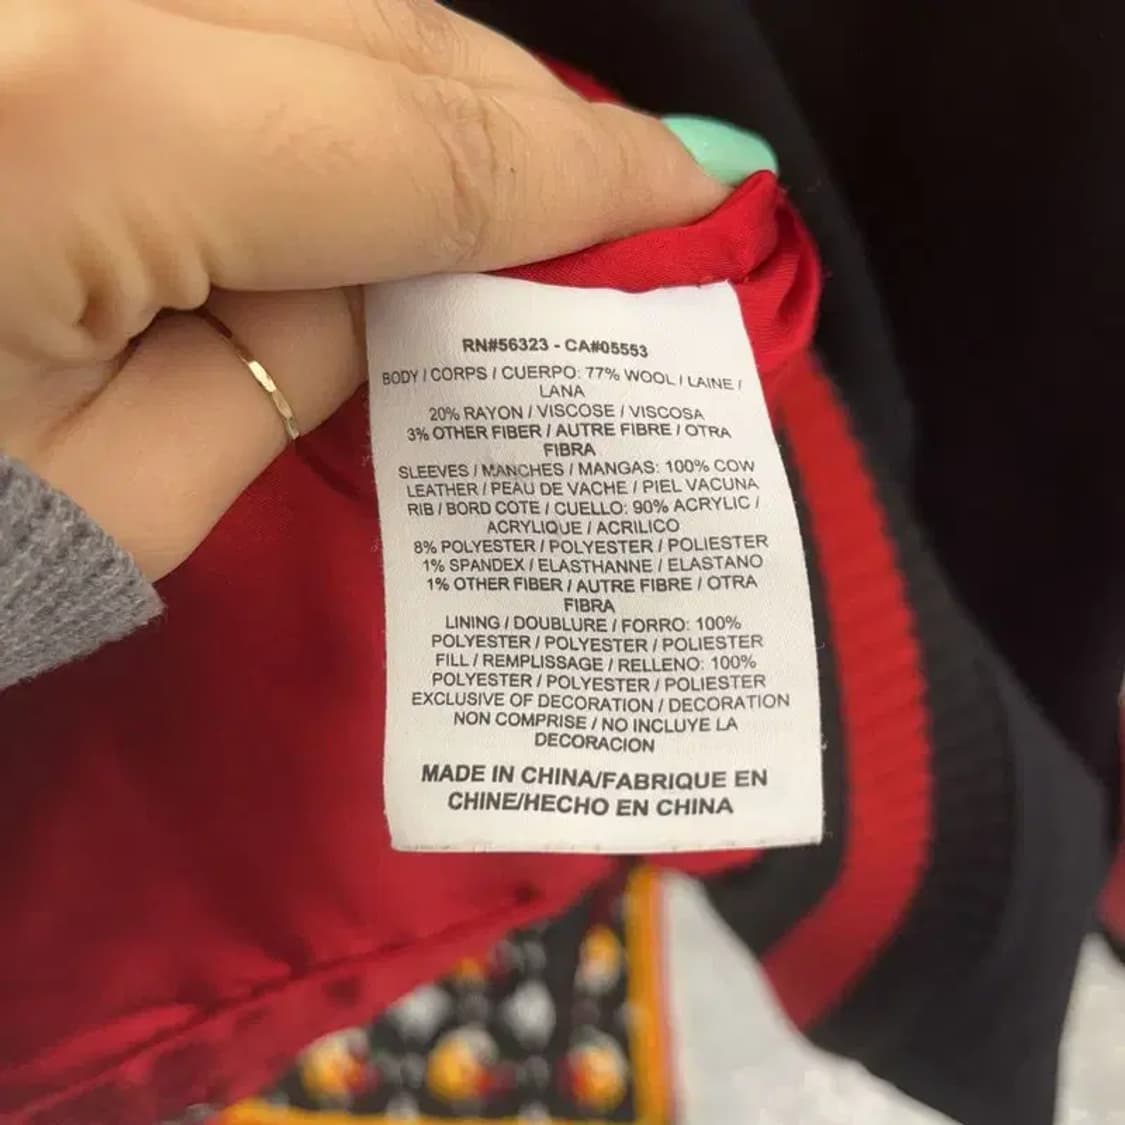 RN#56323 - CA#05553
BODY / CORPS / CUERPO: 77% WOOL / LAINE /
LANA
20% RAYON / VISCOSE / VISCOSA
3% OTHER FIBER / AUTRE FIBRE / OTRA
FIBRA
SLEEVES / MANCHES / MANGAS: 100% COW
LEATHER / PEAU DE VACHE / PIEL VACUNA
RIB / BORD COTE / CUELLO: 90% ACRYLIC /
ACRYLIQUE / ACRILICO
8% POLYESTER / POLYESTER / POLIESTER
1% SPANDEX / ELASTHANNE / ELASTANO
1% OTHER FIBER / AUTRE FIBRE / OTRA
FIBRA
LINING / DOUBLURE / FORRO: 100%
POLYESTER / POLYESTER / POLIESTER
FILL / REMPLISSAGE / RELLENO: 100%
POLYESTER / POLYESTER / POLIESTER
EXCLUSIVE OF DECORATION / DECORATION
NON COMPRISE / NO INCLUYE LA
DECORACION
MADE IN CHINA/FABRIQUE EN
CHINE/HECHO EN CHINA